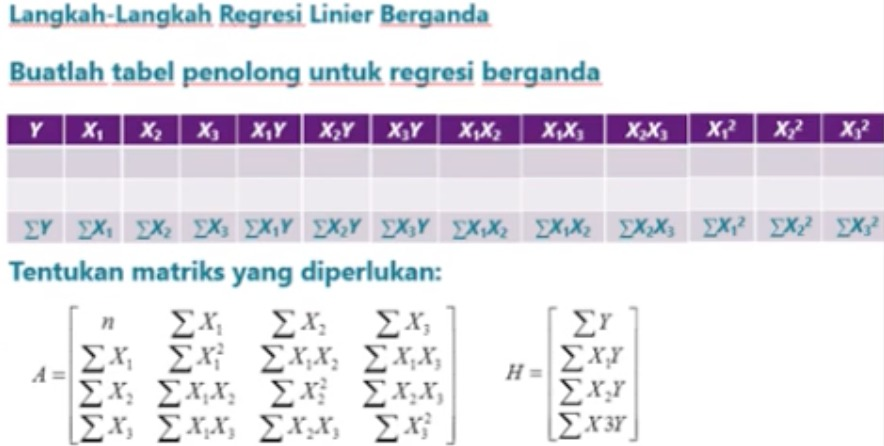 Langkah-Langkah Regresi Linier Berganda
Buatlah tabel penolong untuk regresi berganda
Y X₁ X₂ X₃ X₁Y X₂Y X₃Y X₁X₂ X₁X₃ X₂X₃ X₁² X₂² X₃²
∑Y ∑X₁ ∑X₂ ∑X₃ ∑X₁Y ∑X₂Y ∑X₃Y ∑X₁X₂ ∑X₁X₂ ∑X₂X₃ ∑X₁² ∑X₂² ∑X₃²
Tentukan matriks yang diperlukan:
n ∑X₁ ∑X₂ ∑X₃ ∑Y
A = ∑X₁ ∑X₁² ∑X₁X₂ ∑X₁X₃ H = ∑X₁Y
∑X₂ ∑X₁X₂ ∑X₂² ∑X₂X₃ ∑X₂Y
∑X₃ ∑X₁X₃ ∑X₂X₃ ∑X₃² ∑X3Y